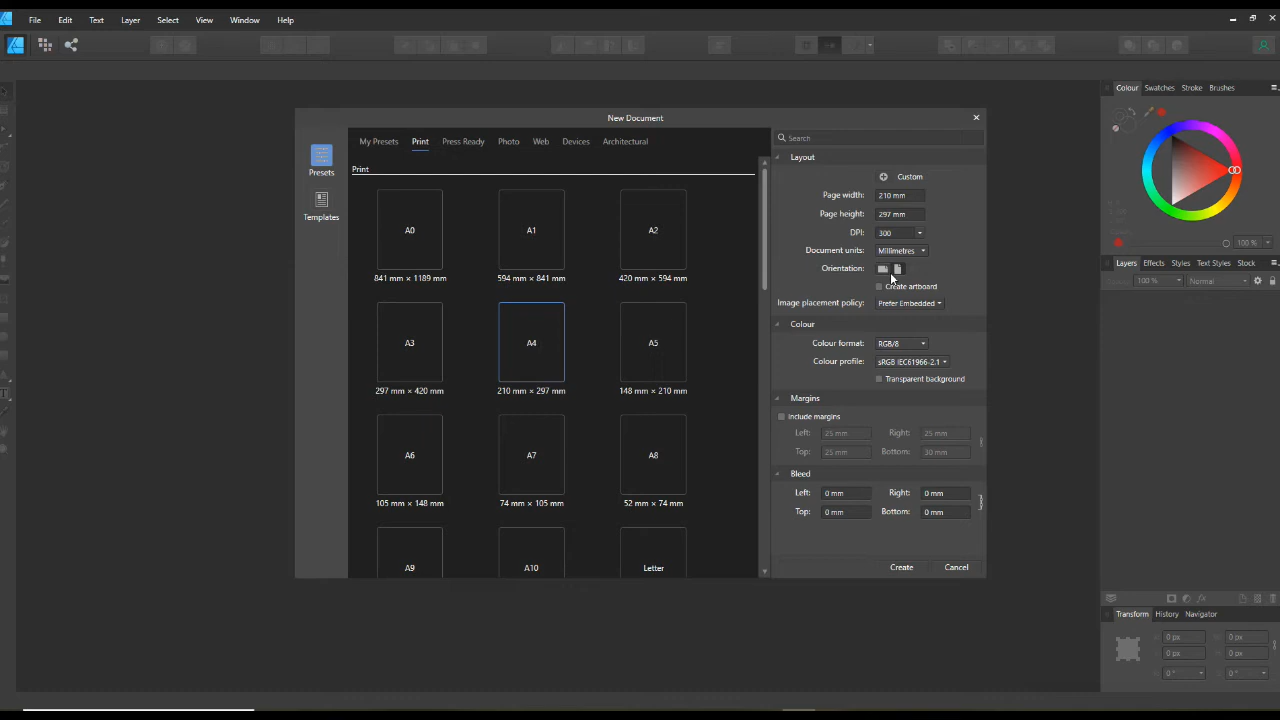 File Edit Text Layer Select View Window Help
New Document
Presets
Templates
My Presets Print Press Ready Photo Web Devices Architectural
Print
A0 A1 A2
841 mm × 1189 mm 594 mm × 841 mm 420 mm × 594 mm
A3 A4 A5
297 mm × 420 mm 210 mm × 297 mm 148 mm × 210 mm
A6 A7 A8
105 mm × 148 mm 74 mm × 105 mm 52 mm × 74 mm
A9 A10 Letter
Search
Layout
Custom
Page width: 210 mm
Page height: 297 mm
DPI: 300
Document units: Millimetres
Orientation:
Create artboard
Image placement policy: Prefer Embedded
Colour
Colour format: RGB/8
Colour profile: sRGB IEC61966-2.1
Transparent background
Margins
Include margins
Left: 25 mm Right: 25 mm
Top: 25 mm Bottom: 30 mm
Bleed
Left: 0 mm Right: 0 mm
Top: 0 mm Bottom: 0 mm
Create Cancel
Colour Swatches Stroke Brushes
100 %
Layers Effects Styles Text Styles Stock
100 % Normal
Transform History Navigator
0 px 0 px
0 px 0 px
0 ° 0 °